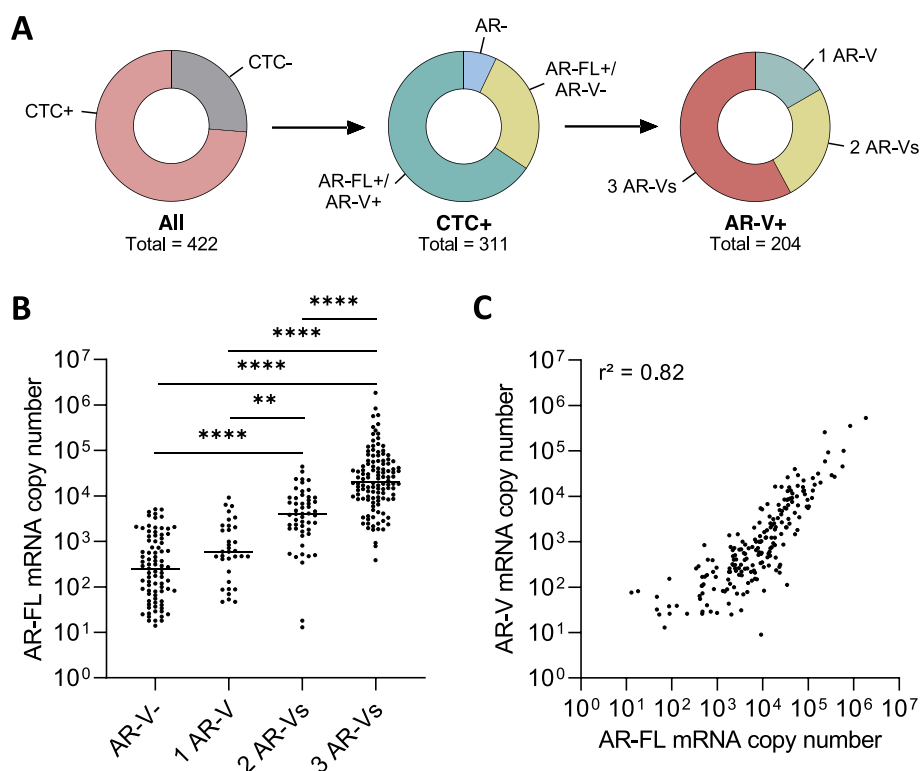 A
CTC-
CTC+
All
Total = 422
AR-
AR-FL+/
AR-V-
AR-FL+/
AR-V+
CTC+
Total = 311
1 AR-V
2 AR-Vs
3 AR-Vs
AR-V+
Total = 204
B
****
****
****
**
****
AR-FL mRNA copy number
10⁷
10⁶
10⁵
10⁴
10³
10²
10¹
10⁰
AR-V-
1 AR-V
2 AR-Vs
3 AR-Vs
C
r² = 0.82
AR-V mRNA copy number
10⁷
10⁶
10⁵
10⁴
10³
10²
10¹
10⁰
10⁰ 10¹ 10² 10³ 10⁴ 10⁵ 10⁶ 10⁷
AR-FL mRNA copy number